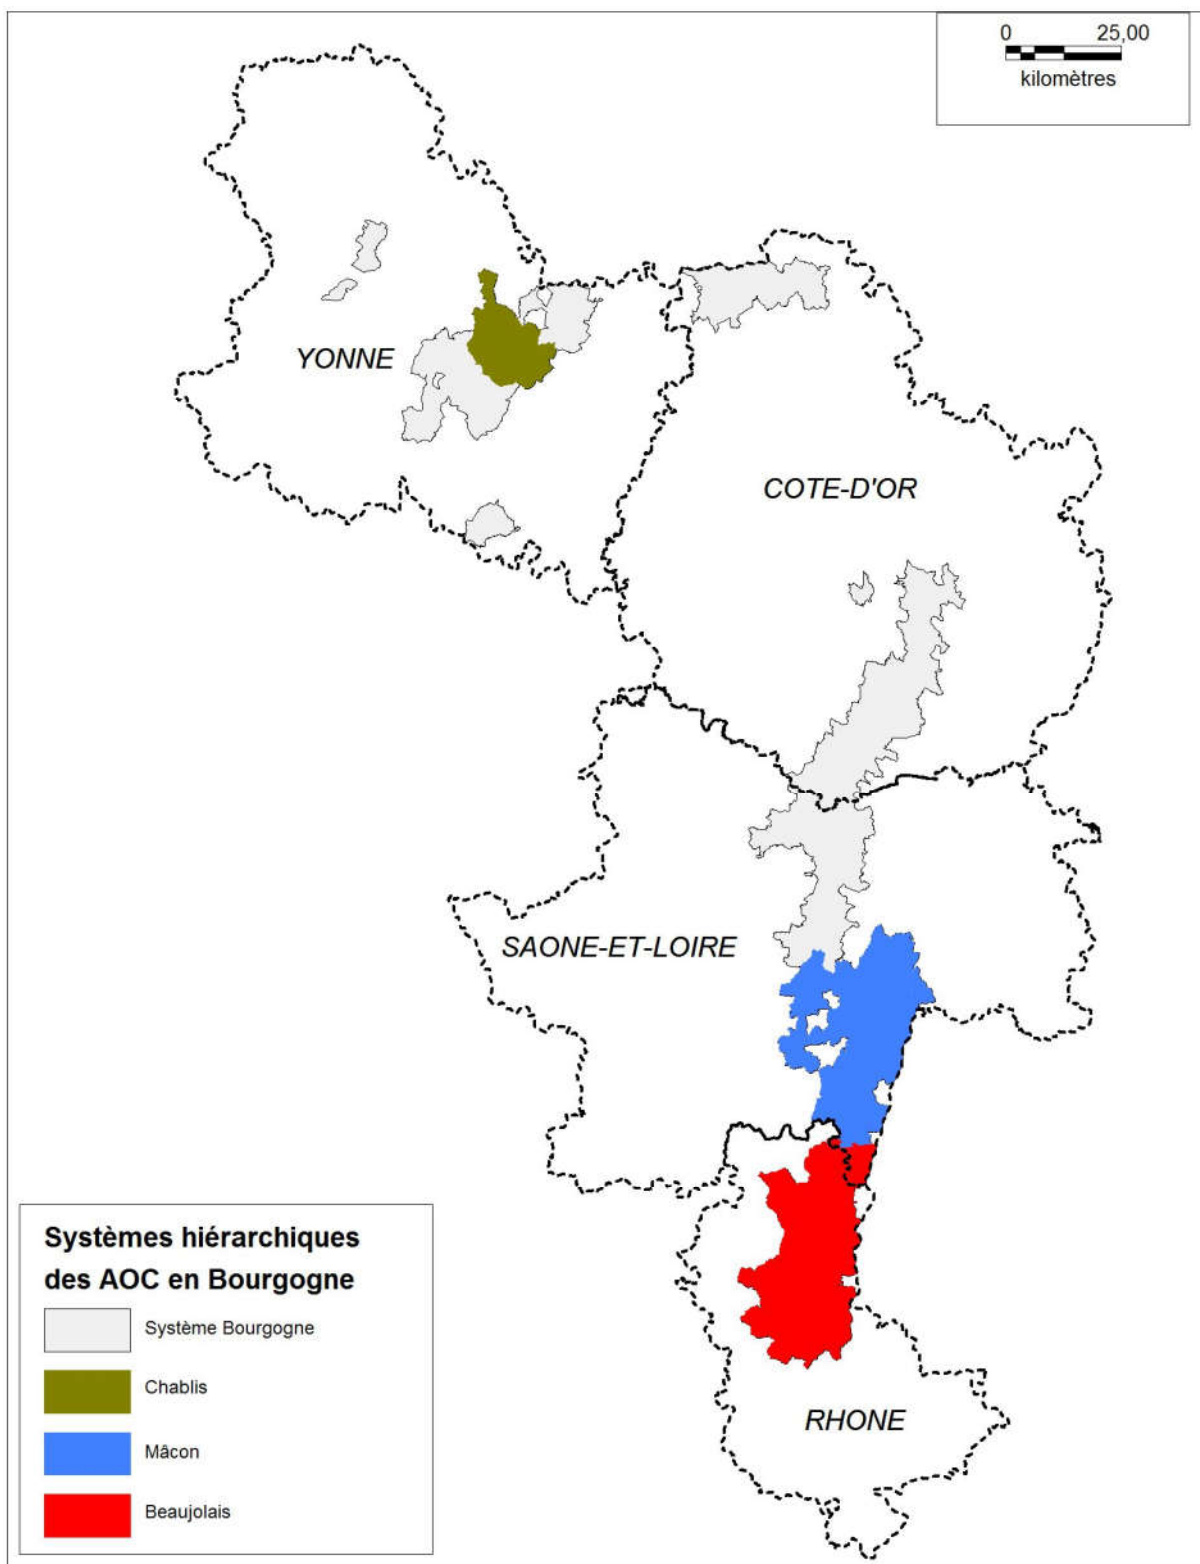 0 25,00
kilomètres
YONNE
COTE-D'OR
SAONE-ET-LOIRE
RHONE
Systèmes hiérarchiques
des AOC en Bourgogne
Système Bourgogne
Chablis
Mâcon
Beaujolais